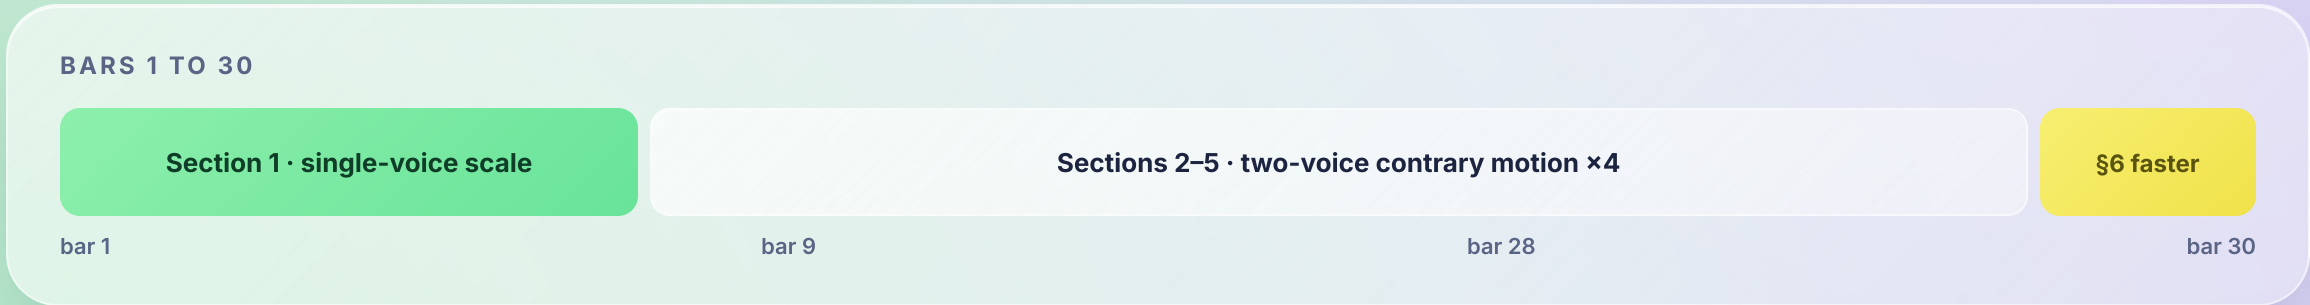 BARS 1 TO 30
Section 1 · single-voice scale
Sections 2–5 · two-voice contrary motion ×4
§6 faster
bar 1
bar 9
bar 28
bar 30